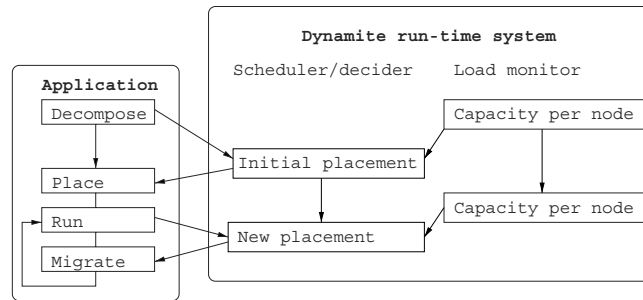 Dynamite run-time system
Scheduler/decider
Load monitor
Application
Decompose
Capacity per node
Initial placement
Place
Capacity per node
Run
New placement
Migrate